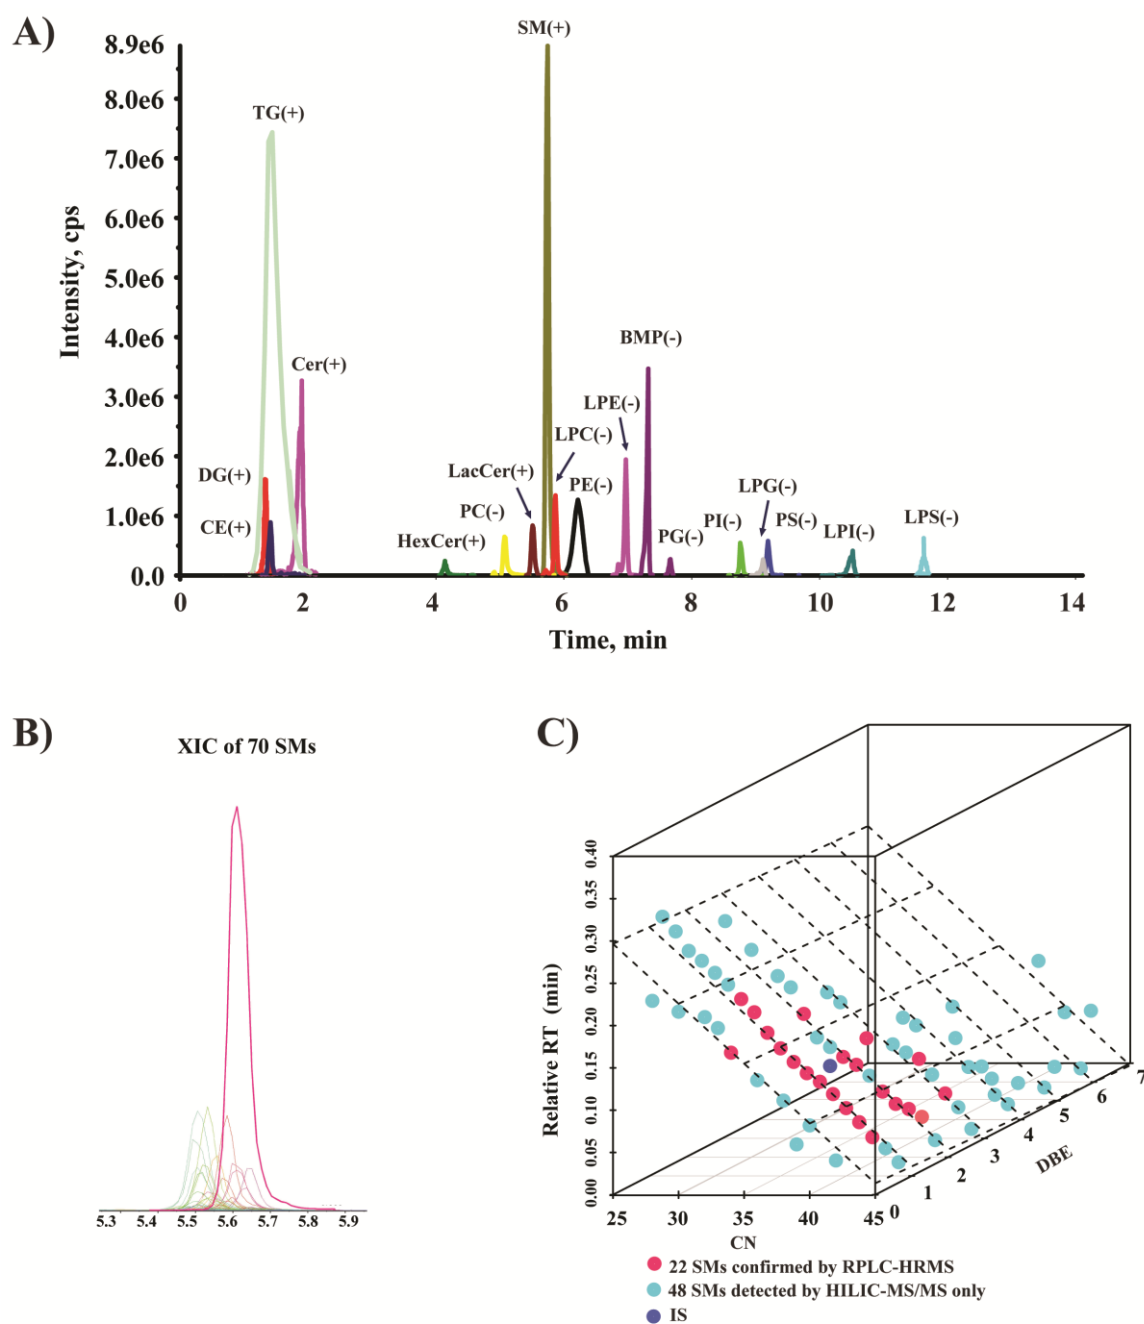 A)
SM(+)
8.9e6
8.0e6
7.0e6
6.0e6
5.0e6
4.0e6
3.0e6
2.0e6
1.0e6
0.0
Intensity, cps
TG(+)
Cer(+)
BMP(-)
LPE(-)
LPC(-)
LacCer(+)
PE(-)
DG(+)
LPG(-)
CE(+)
PC(-)
HexCer(+)
PG(-)
PI(-)
PS(-)
LPI(-)
LPS(-)
0 2 4 6 8 10 12 14
Time, min
B)
XIC of 70 SMs
5.3 5.4 5.5 5.6 5.7 5.8 5.9
C)
Relative RT (min)
0.40
0.35
0.30
0.25
0.20
0.15
0.10
0.05
0.00
25 30 35 40 45
CN
0 1 2 3 4 5 6 7
DBE
22 SMs confirmed by RPLC-HRMS
48 SMs detected by HILIC-MS/MS only
IS